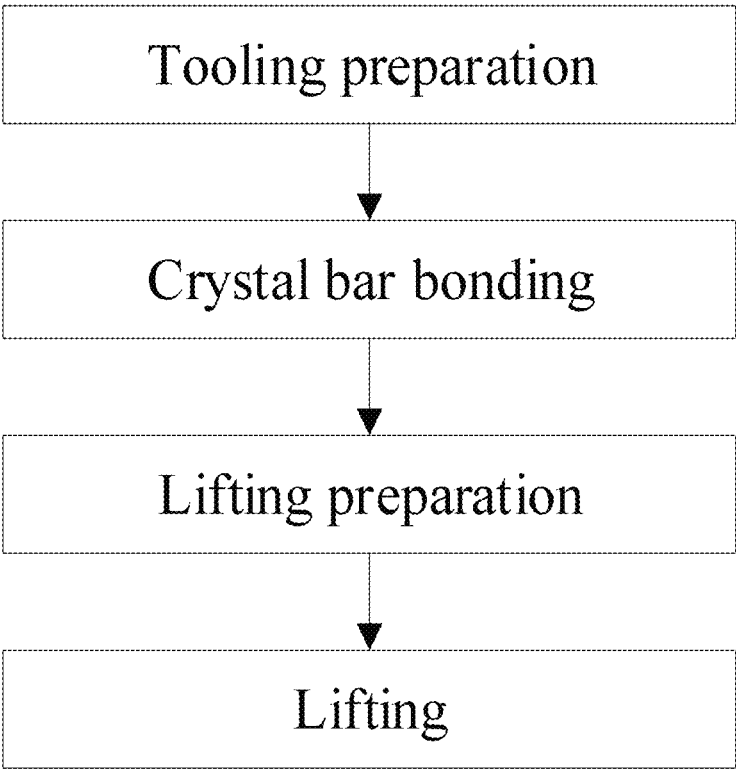 Tooling preparation
Crystal bar bonding
Lifting preparation
Lifting